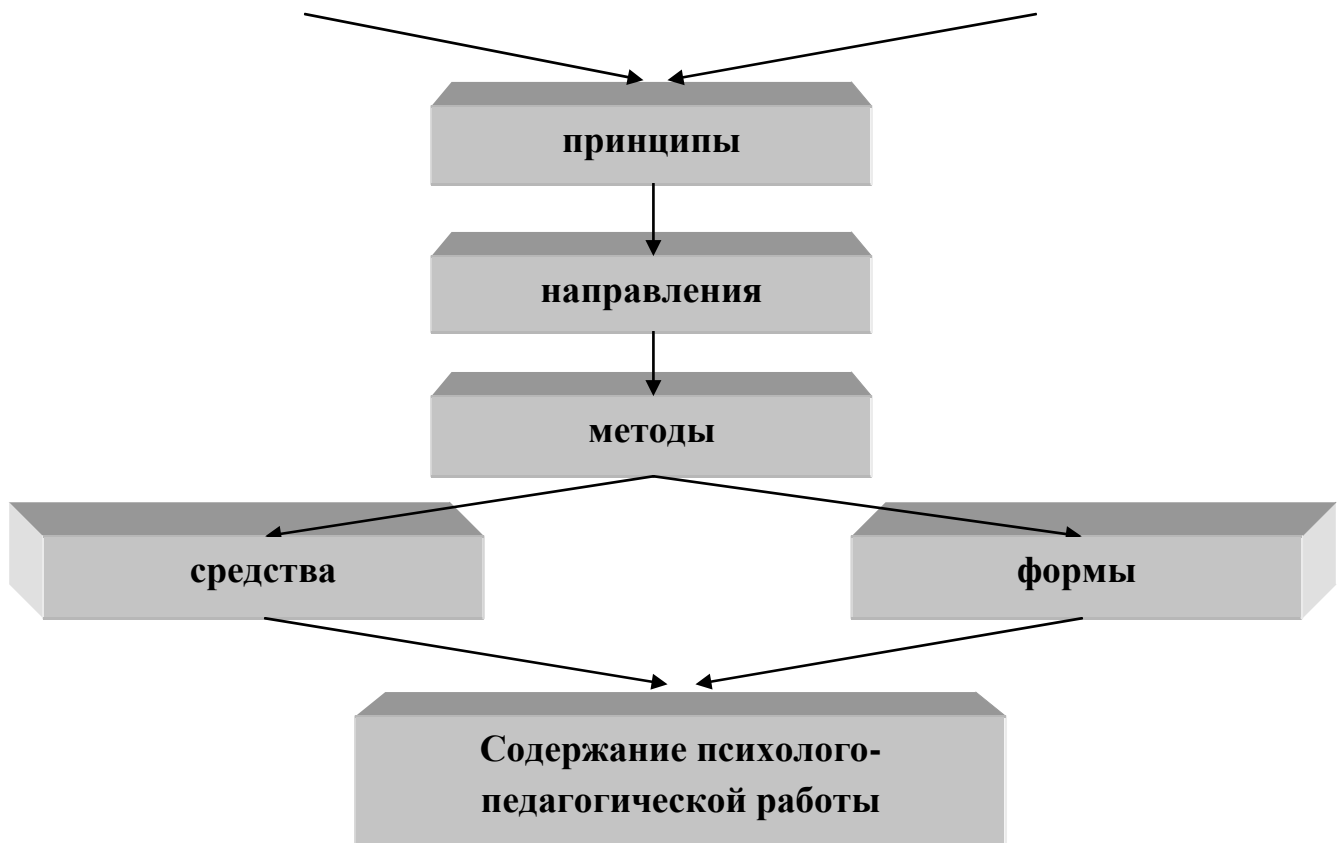 принципы
направления
методы
средства
формы
Содержание психолого-
педагогической работы